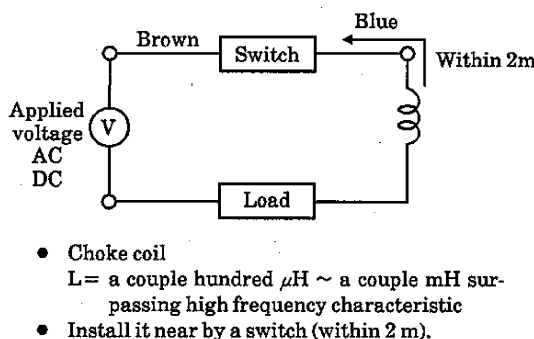 Blue
Brown
Switch
Within 2m
Applied
voltage
AC
DC
V
Load
● Choke coil
L= a couple hundred μH ~ a couple mH sur-
passing high frequency characteristic
● Install it near by a switch (within 2 m).